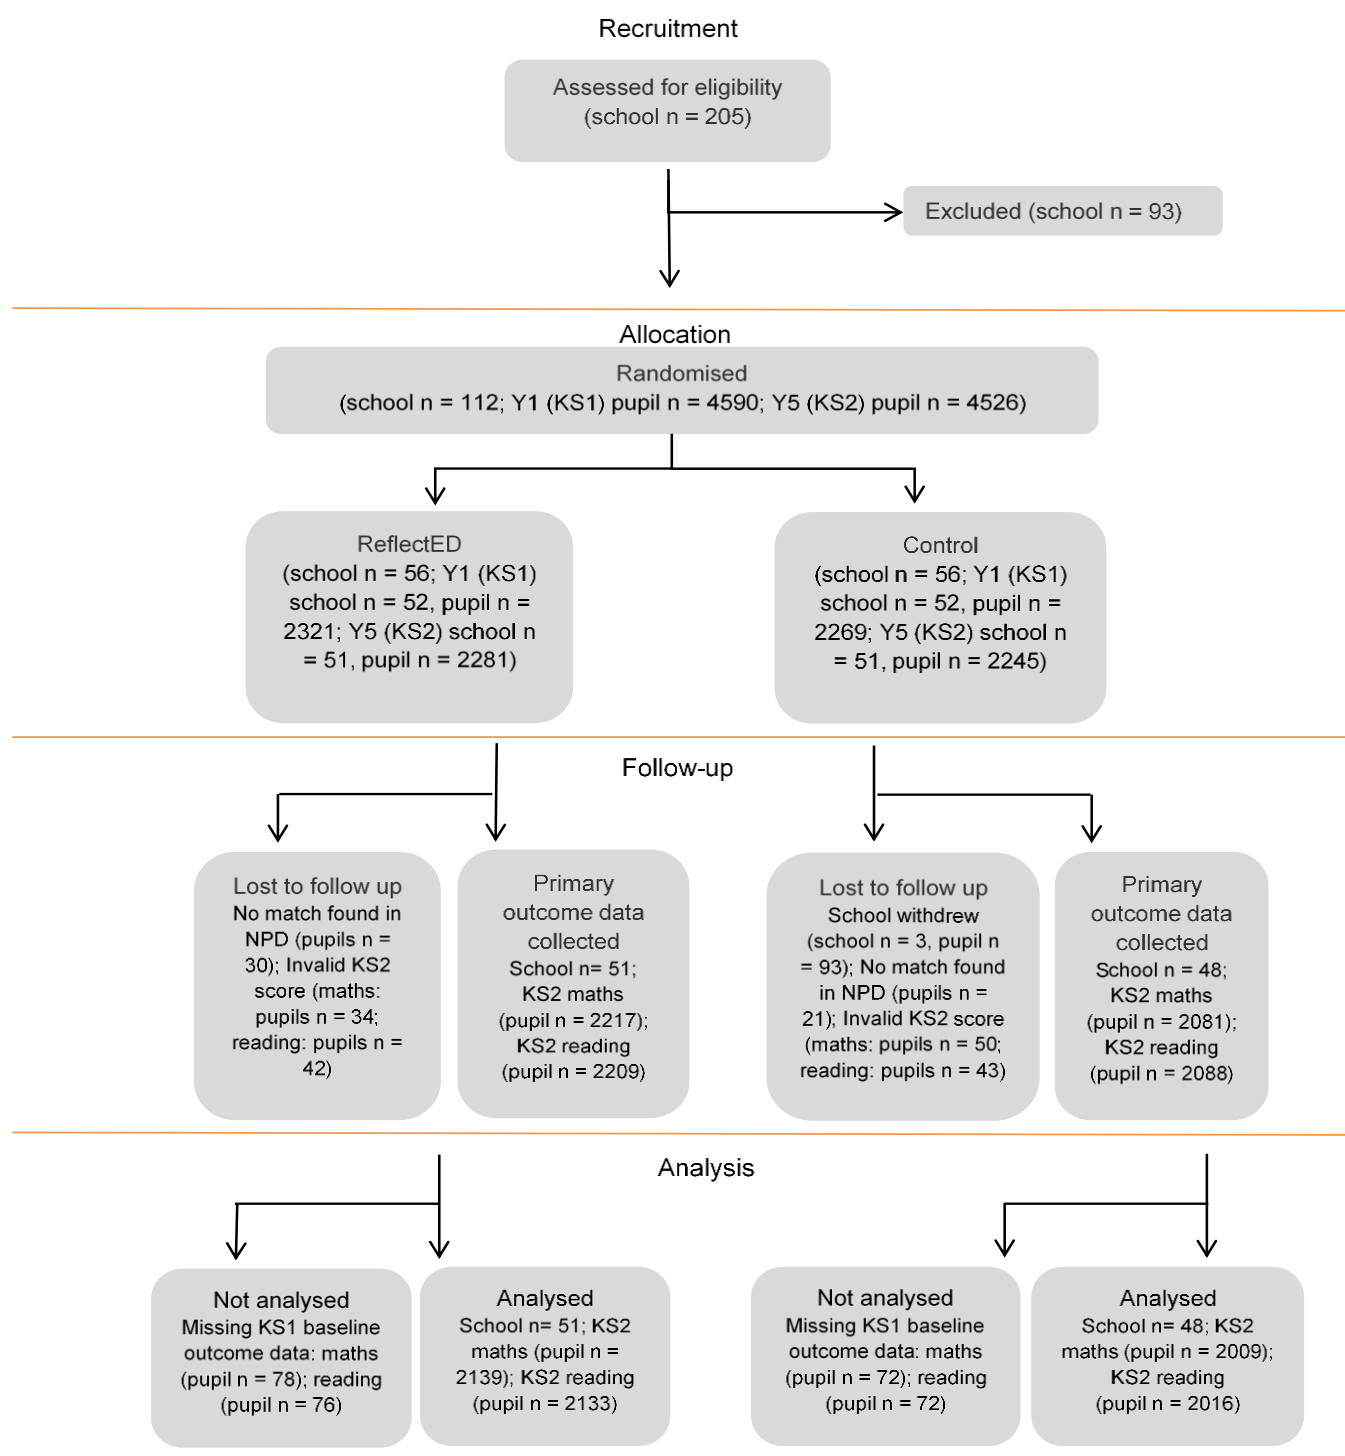 Recruitment
Assessed for eligibility
(school n = 205)
Excluded (school n = 93)
Allocation
Randomised
(school n = 112; Y1 (KS1) pupil n = 4590; Y5 (KS2) pupil n = 4526)
ReflectED
(school n = 56; Y1 (KS1)
school n = 52, pupil n =
2321; Y5 (KS2) school n
= 51, pupil n = 2281)
Control
(school n = 56; Y1 (KS1)
school n = 52, pupil n =
2269; Y5 (KS2) school n
= 51, pupil n = 2245)
Follow-up
Lost to follow up
No match found in
NPD (pupils n =
30); Invalid KS2
score (maths:
pupils n = 34;
reading: pupils n =
42)
Primary
outcome data
collected
School n= 51;
KS2 maths
(pupil n = 2217);
KS2 reading
(pupil n = 2209)
Lost to follow up
School withdrew
(school n = 3, pupil n
= 93); No match found
in NPD (pupils n =
21); Invalid KS2 score
(maths: pupils n = 50;
reading: pupils n = 43)
Primary
outcome data
collected
School n = 48;
KS2 maths
(pupil n = 2081);
KS2 reading
(pupil n = 2088)
Analysis
Not analysed
Missing KS1 baseline
outcome data: maths
(pupil n = 78); reading
(pupil n = 76)
Analysed
School n= 51; KS2
maths (pupil n =
2139); KS2 reading
(pupil n = 2133)
Not analysed
Missing KS1 baseline
outcome data: maths
(pupil n = 72); reading
(pupil n = 72)
Analysed
School n= 48; KS2
maths (pupil n = 2009);
KS2 reading
(pupil n = 2016)